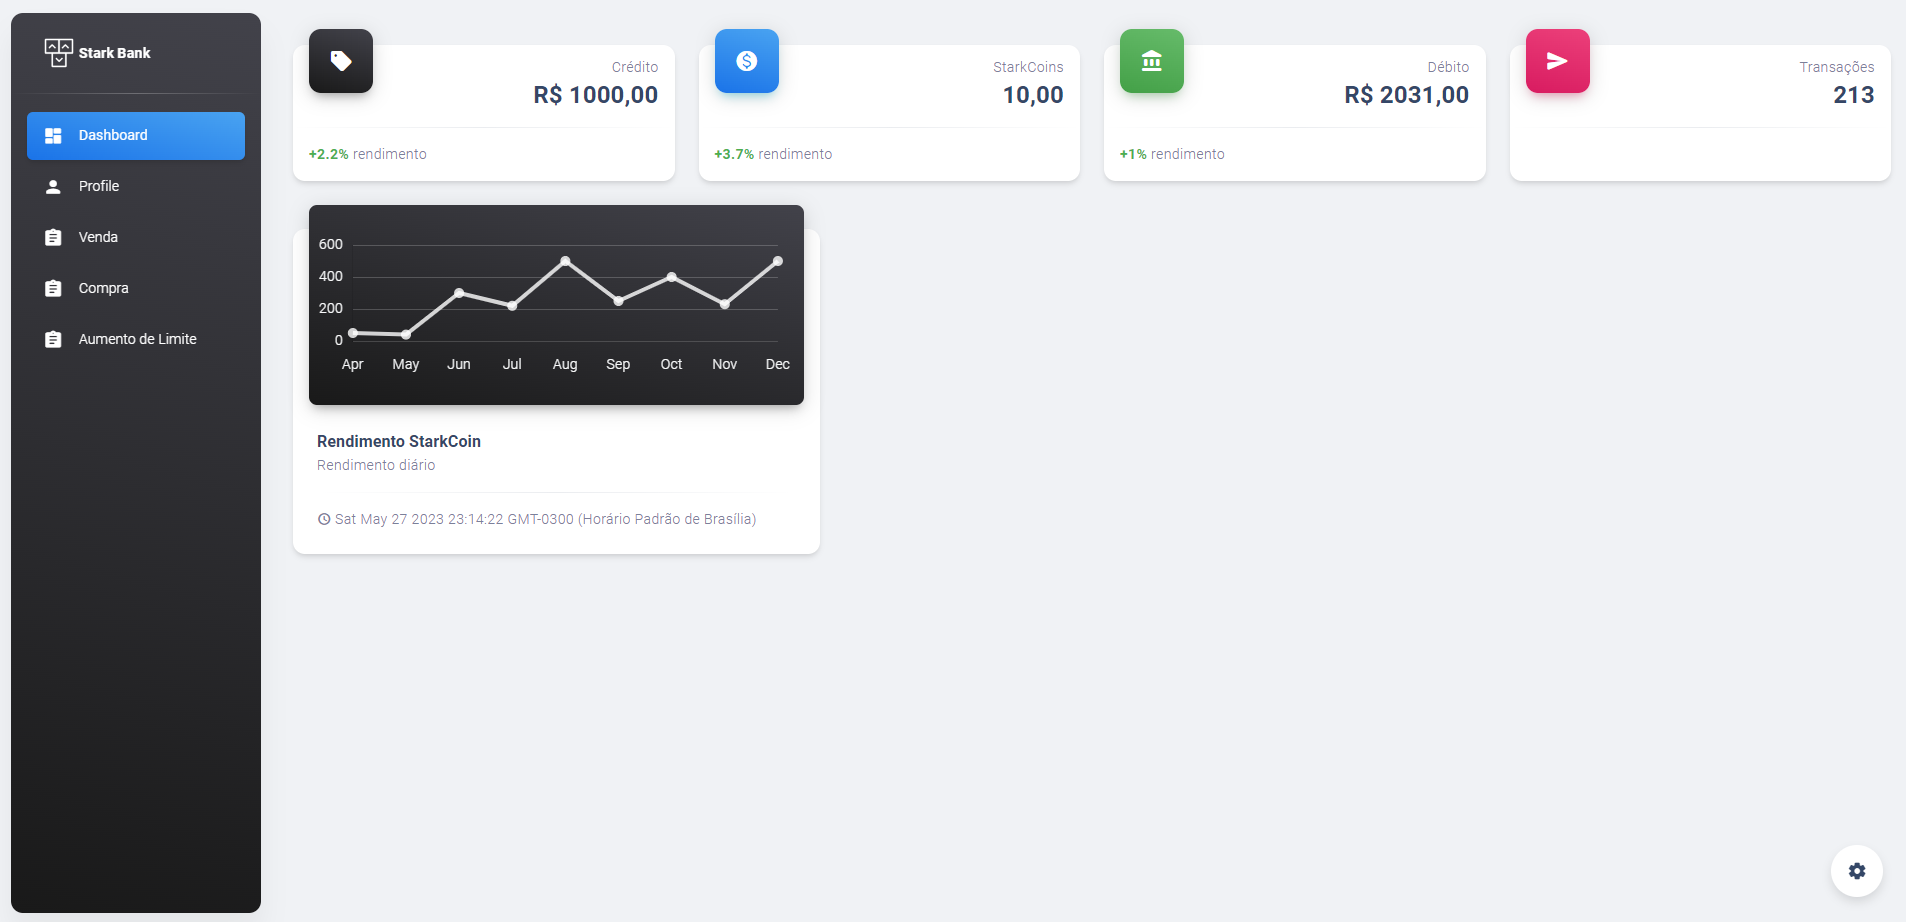 Stark Bank
Dashboard
Profile
Venda
Compra
Aumento de Limite
Crédito
R$ 1000,00
+2.2% rendimento
StarkCoins
10,00
+3.7% rendimento
Débito
R$ 2031,00
+1% rendimento
Transações
213
600
400
200
0
Apr May Jun Jul Aug Sep Oct Nov Dec
Rendimento StarkCoin
Rendimento diário
Sat May 27 2023 23:14:22 GMT-0300 (Horário Padrão de Brasília)